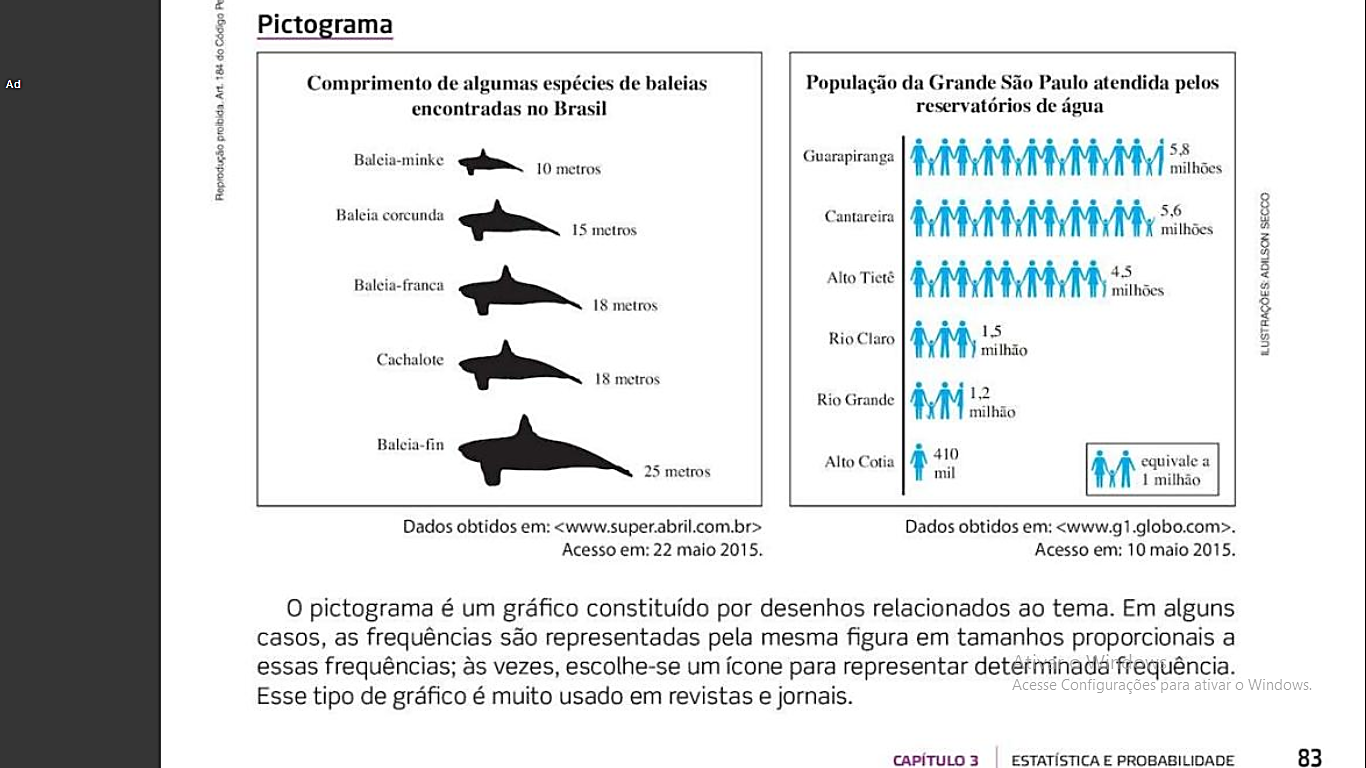 Ad
Reprodução proibida. Art. 184 do Código Pe
Pictograma
Comprimento de algumas espécies de baleias
encontradas no Brasil
Baleia-minke
10 metros
Baleia corcunda
15 metros
Baleia-franca
18 metros
Cachalote
18 metros
Baleia-fin
25 metros
Dados obtidos em: <www.super.abril.com.br>
Acesso em: 22 maio 2015.
População da Grande São Paulo atendida pelos
reservatórios de água
Guarapiranga
5,8
milhões
Cantareira
5,6
milhões
Alto Tietê
4,5
milhões
Rio Claro
1,5
milhão
Rio Grande
1,2
milhão
Alto Cotia
410
mil
equivale a
1 milhão
Dados obtidos em: <www.g1.globo.com>.
Acesso em: 10 maio 2015.
ILUSTRAÇÕES: ADILSON SECCO
O pictograma é um gráfico constituído por desenhos relacionados ao tema. Em alguns
casos, as frequências são representadas pela mesma figura em tamanhos proporcionais a
essas frequências; às vezes, escolhe-se um ícone para representar determinada frequência.
Esse tipo de gráfico é muito usado em revistas e jornais.
Ativar o Windows
Acesse Configurações para ativar o Windows.
CAPÍTULO 3 | ESTATÍSTICA E PROBABILIDADE 83